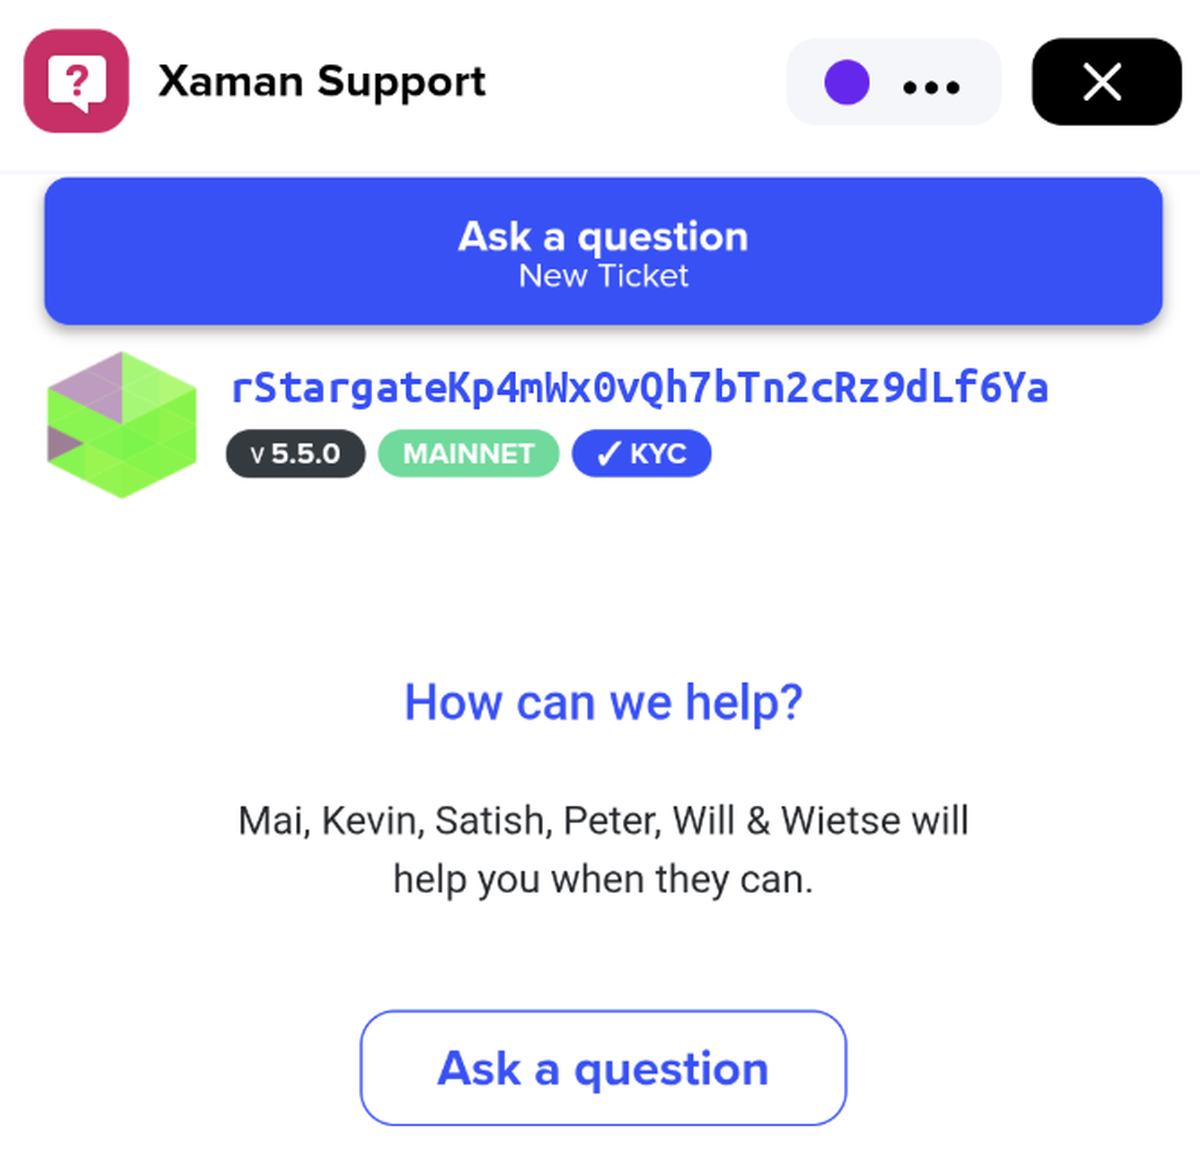 Xaman Support
Ask a question
New Ticket
rStargateKp4mWx0vQh7bTn2cRz9dLf6Ya
v 5.5.0 MAINNET ✓ KYC
How can we help?
Mai, Kevin, Satish, Peter, Will & Wietse will
help you when they can.
Ask a question